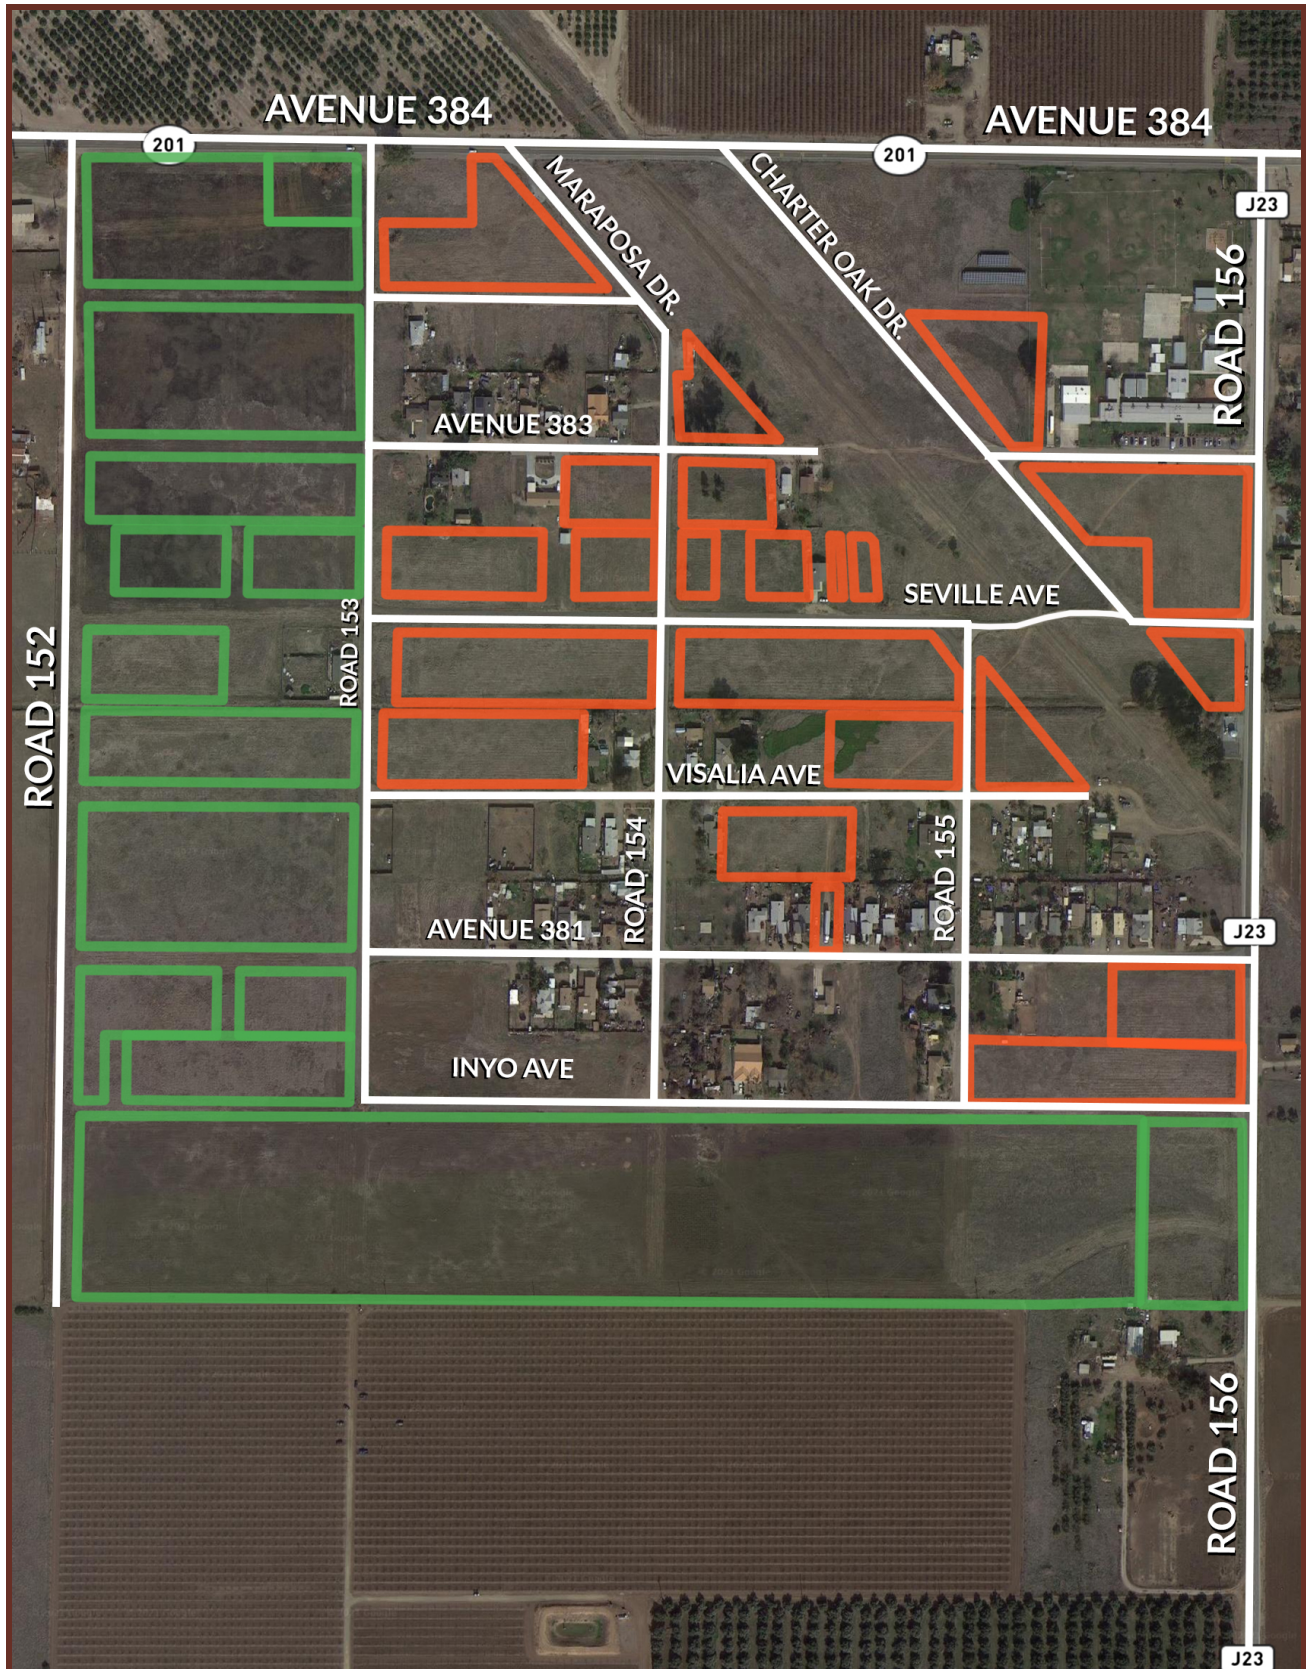 AVENUE 384
AVENUE 384
201
201
MARAPOSA DR.
CHARTER OAK DR.
J23
ROAD 156
AVENUE 383
SEVILLE AVE
ROAD 153
ROAD 152
VISALIA AVE
ROAD 154
ROAD 155
AVENUE 381
J23
INYO AVE
ROAD 156
J23